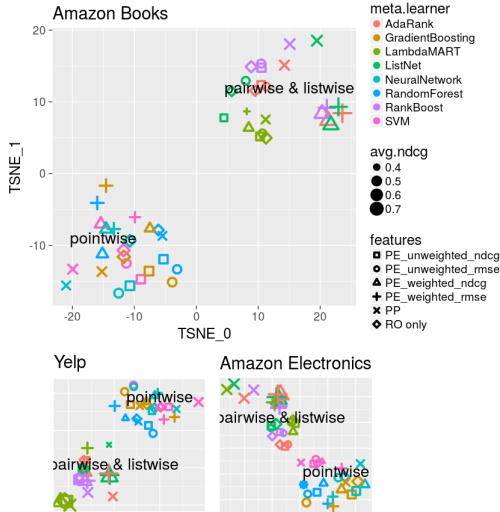 Amazon Books
TSNE_1
20
10
0
-10
pairwise & listwise
pointwise
-20
-10
0
10
20
TSNE_0
meta.learner
AdaRank
GradientBoosting
LambdaMART
ListNet
NeuralNetwork
RandomForest
RankBoost
SVM
avg.ndcg
0.4
0.5
0.6
0.7
features
PE_unweighted_ndcg
PE_unweighted_rmse
PE_weighted_ndcg
PE_weighted_rmse
PP
RO only
Yelp
pointwise
pairwise & listwise
Amazon Electronics
pairwise & listwise
pointwise